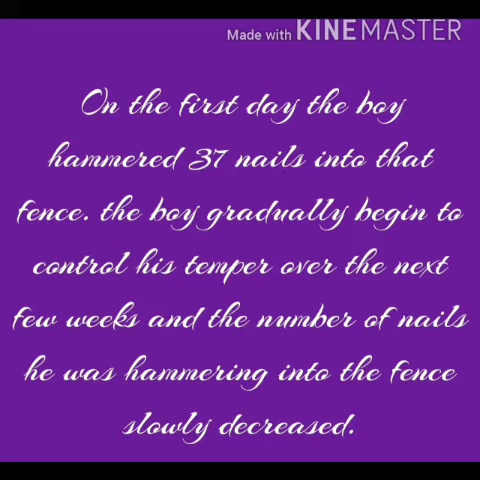 Made with KINEMASTER
On the first day the boy
hammered 37 nails into that
fence. the boy gradually begin to
control his temper over the next
few weeks and the number of nails
he was hammering into the fence
slowly decreased.